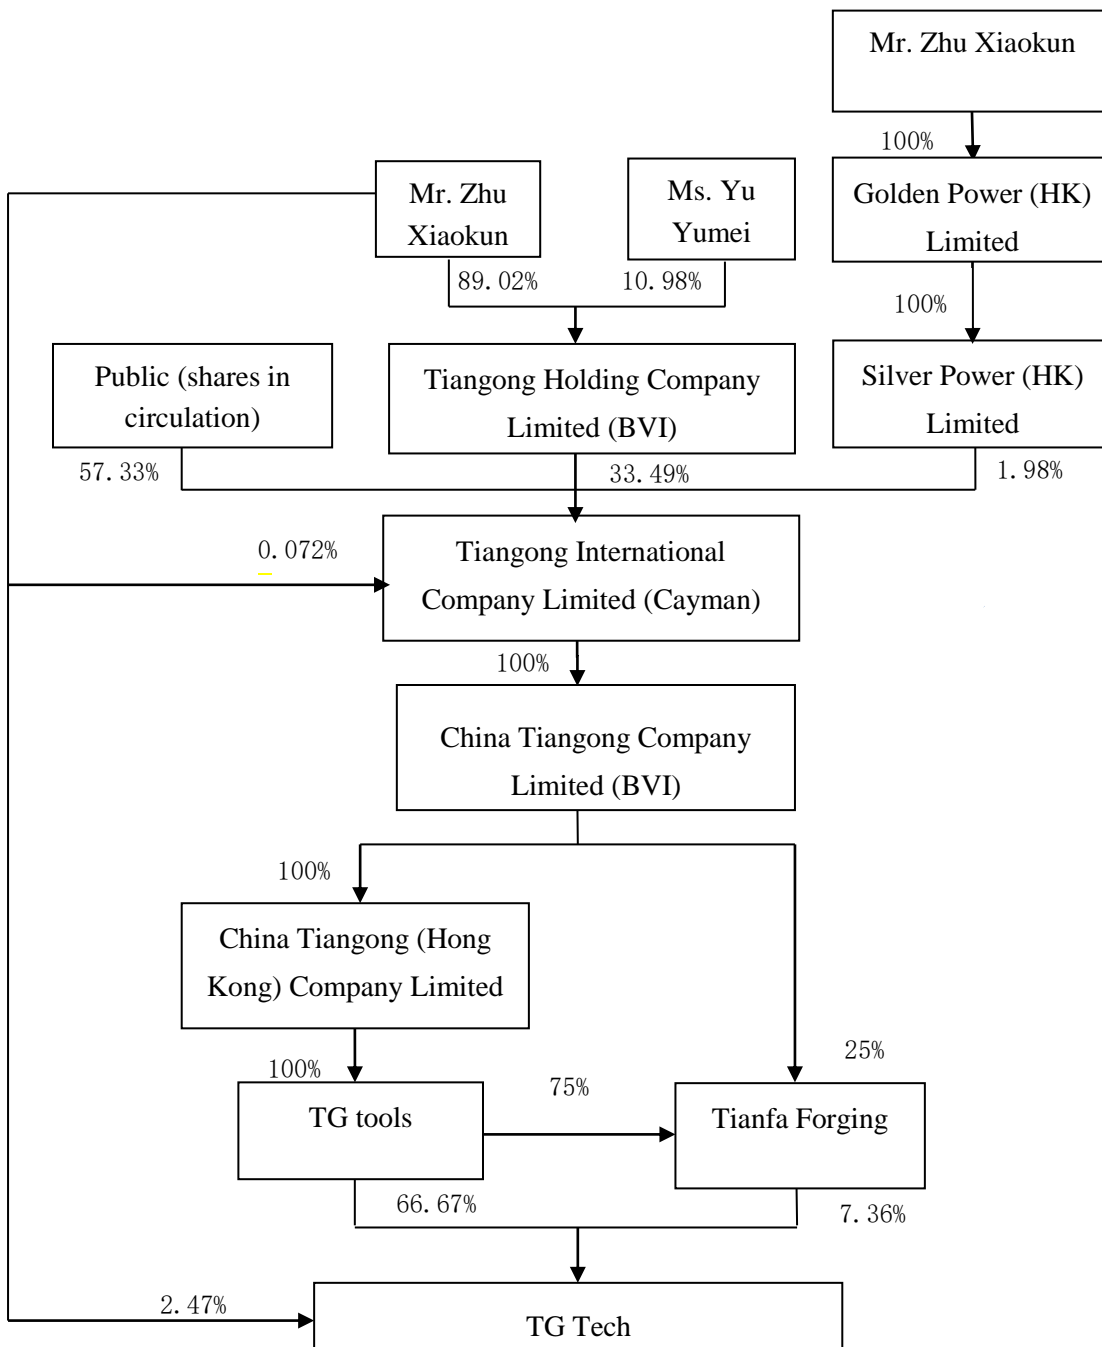 Mr. Zhu Xiaokun
100%
Mr. Zhu
Xiaokun
Ms. Yu
Yumei
Golden Power (HK)
Limited
89.02%
10.98%
100%
Public (shares in
circulation)
Tiangong Holding Company
Limited (BVI)
Silver Power (HK)
Limited
57.33%
33.49%
1.98%
0.072%
Tiangong International
Company Limited (Cayman)
100%
China Tiangong Company
Limited (BVI)
100%
China Tiangong (Hong
Kong) Company Limited
25%
100%
75%
TG tools
Tianfa Forging
66.67%
7.36%
2.47%
TG Tech